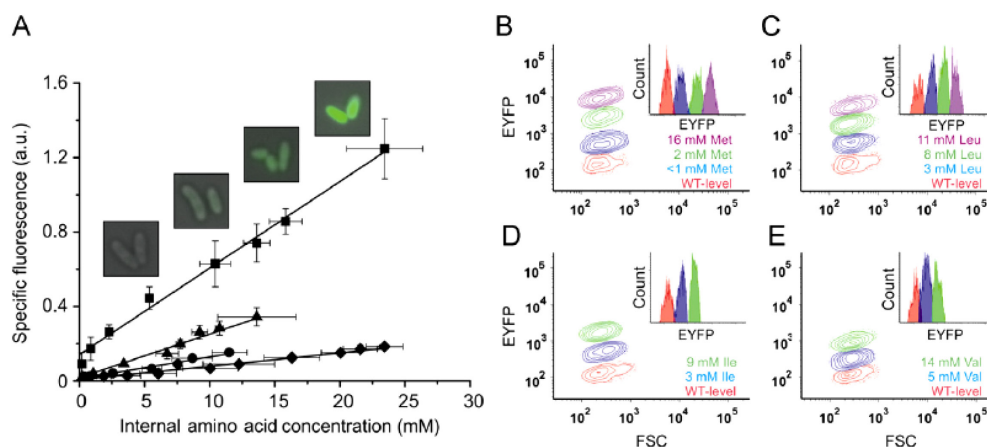 A
Specific fluorescence (a.u.)
1.6
1.2
0.8
0.4
0
0 5 10 15 20 25 30
Internal amino acid concentration (mM)
B
EYFP
10^5
10^4
10^3
10^2
Count
EYFP
16 mM Met
2 mM Met
<1 mM Met
WT-level
10^2 10^3 10^4 10^5
C
10^5
10^4
10^3
10^2
Count
EYFP
11 mM Leu
8 mM Leu
3 mM Leu
WT-level
10^2 10^3 10^4 10^5
D
EYFP
10^5
10^4
10^3
10^2
Count
EYFP
9 mM Ile
3 mM Ile
WT-level
10^2 10^3 10^4 10^5
FSC
E
10^5
10^4
10^3
10^2
Count
EYFP
14 mM Val
5 mM Val
WT-level
10^2 10^3 10^4 10^5
FSC